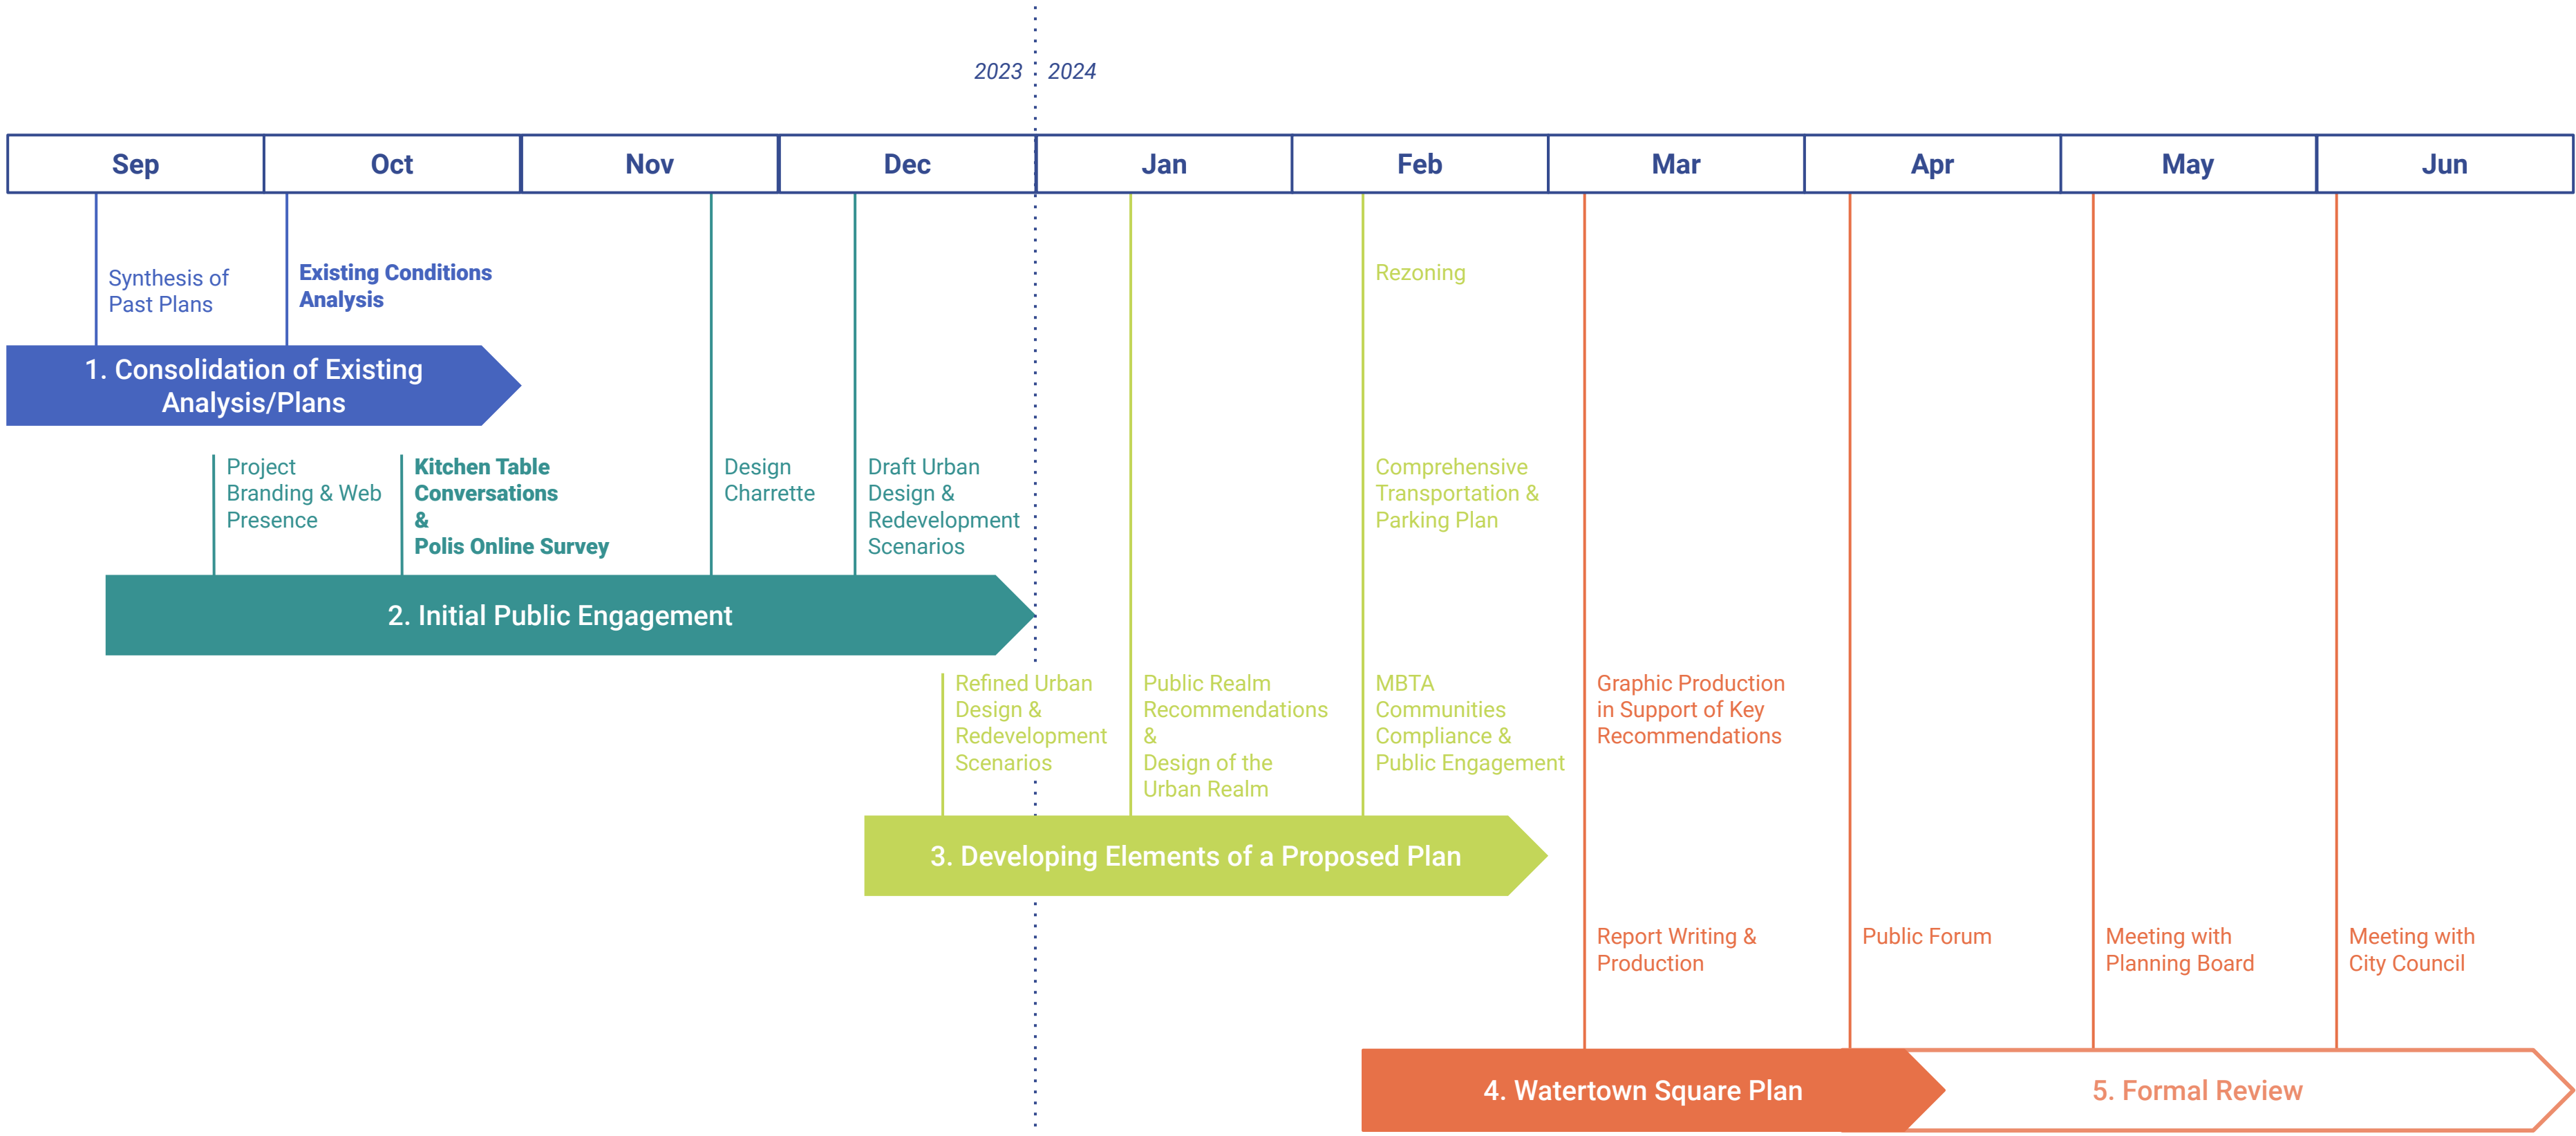 2023
2024
Sep
Oct
Nov
Dec
Jan
Feb
Mar
Apr
May
Jun
Synthesis of
Past Plans
Existing Conditions
Analysis
Rezoning
1. Consolidation of Existing
Analysis/Plans
Project
Branding & Web
Presence
Kitchen Table
Conversations
&
Polis Online Survey
Design
Charrette
Draft Urban
Design &
Redevelopment
Scenarios
Comprehensive
Transportation &
Parking Plan
2. Initial Public Engagement
Refined Urban
Design &
Redevelopment
Scenarios
Public Realm
Recommendations
&
Design of the
Urban Realm
MBTA
Communities
Compliance &
Public Engagement
Graphic Production
in Support of Key
Recommendations
3. Developing Elements of a Proposed Plan
Report Writing &
Production
Public Forum
Meeting with
Planning Board
Meeting with
City Council
4. Watertown Square Plan
5. Formal Review